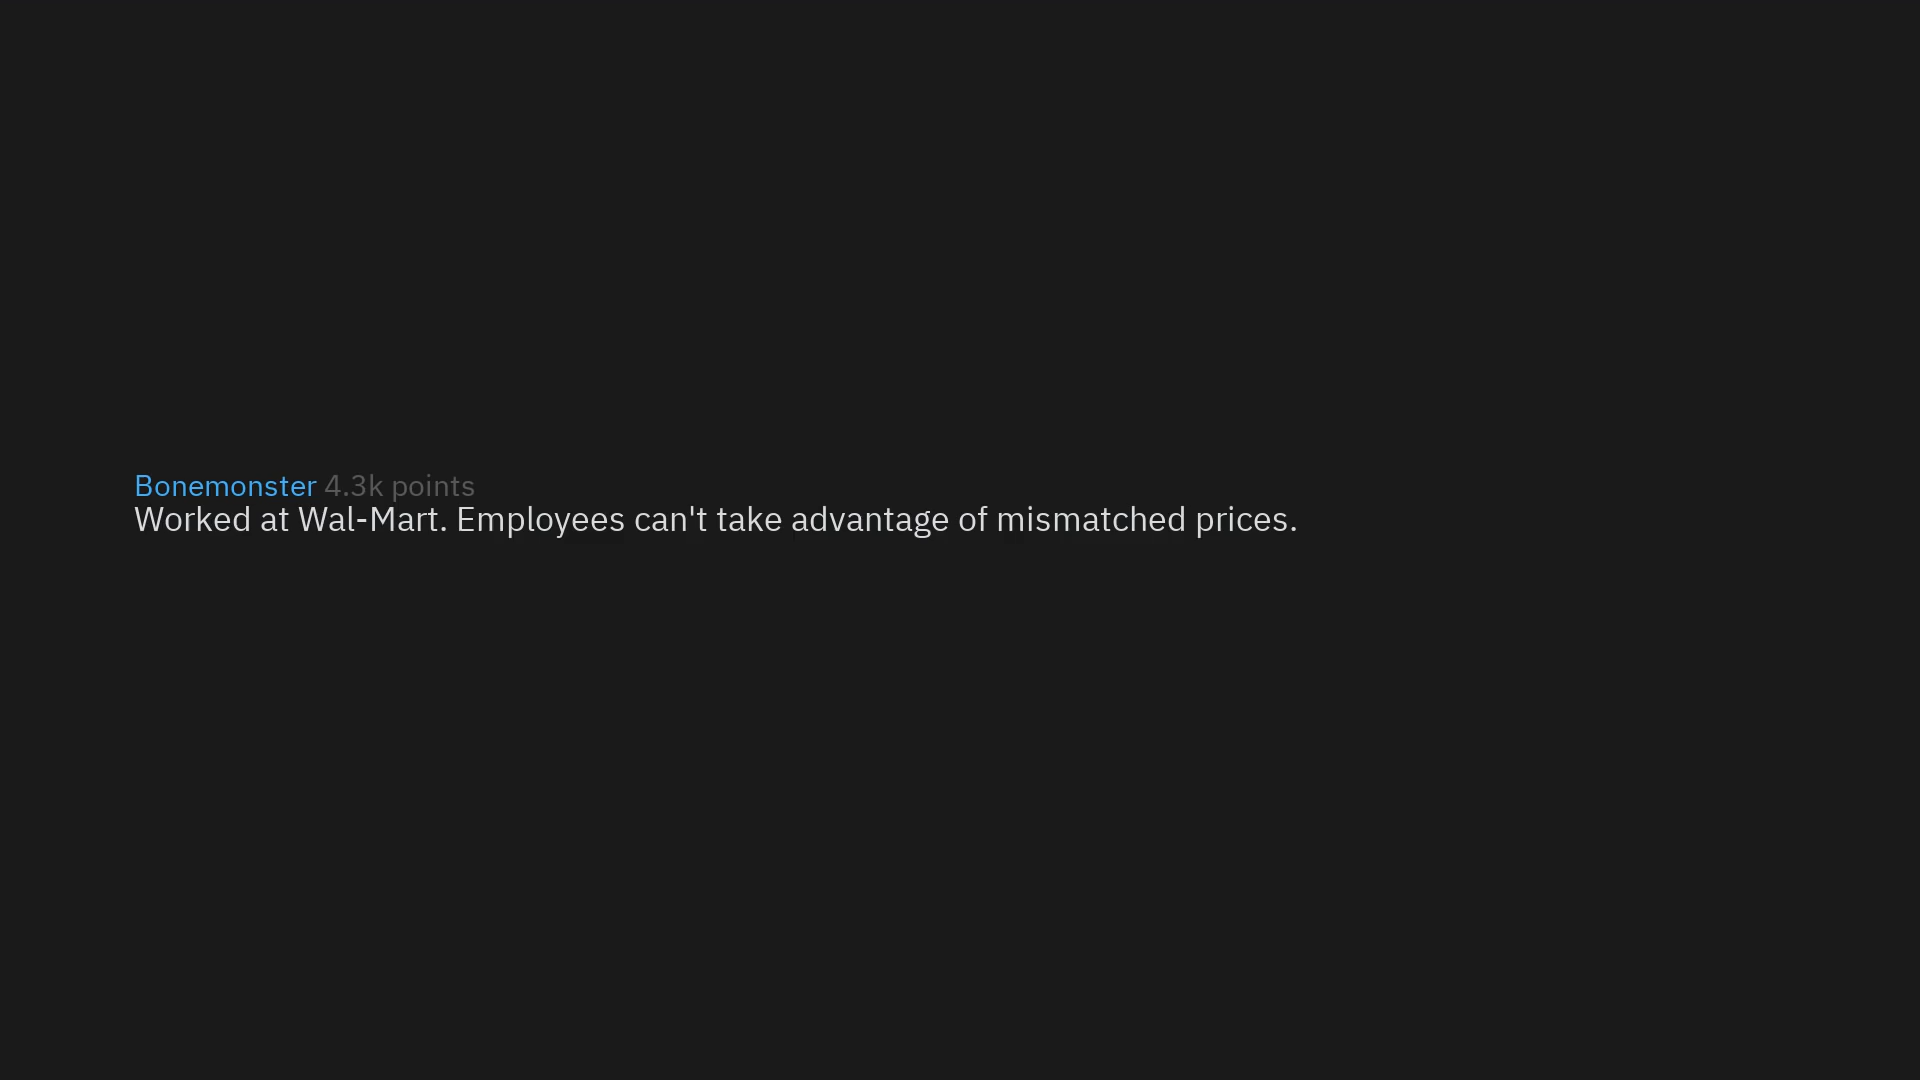 Bonemonster 4.3k points
Worked at Wal-Mart. Employees can't take advantage of mismatched prices.